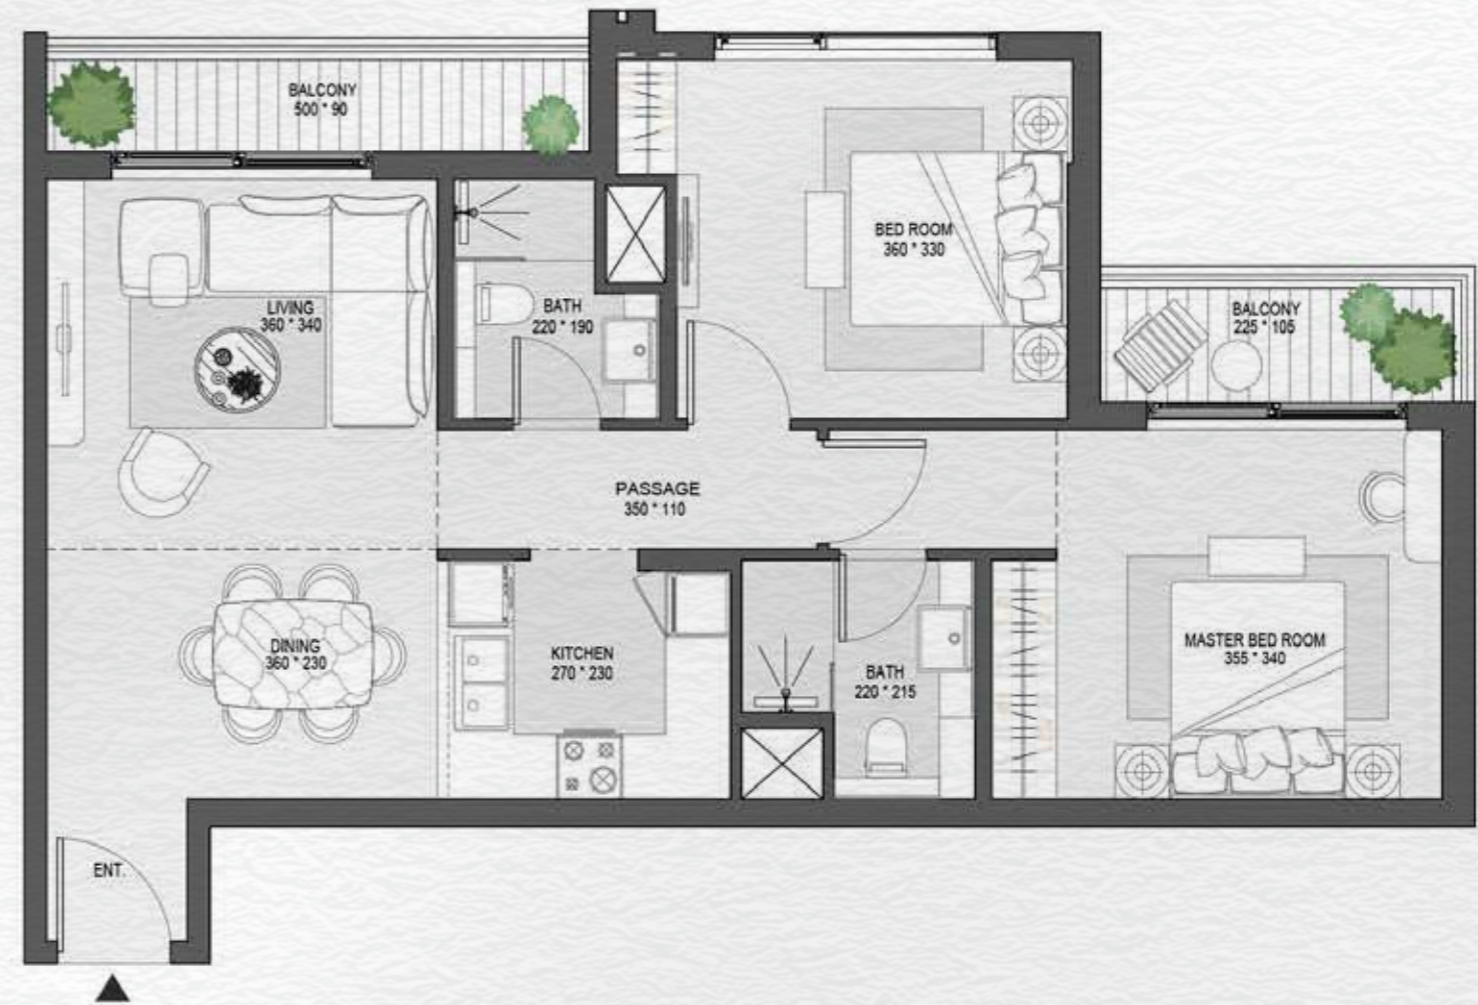 BALCONY
500 * 90
BED ROOM
360 * 330
LIVING
360 * 340
BATH
220 * 190
BALCONY
225 * 105
PASSAGE
350 * 110
DINING
360 * 230
KITCHEN
270 * 230
BATH
220 * 215
MASTER BED ROOM
355 * 340
ENT.